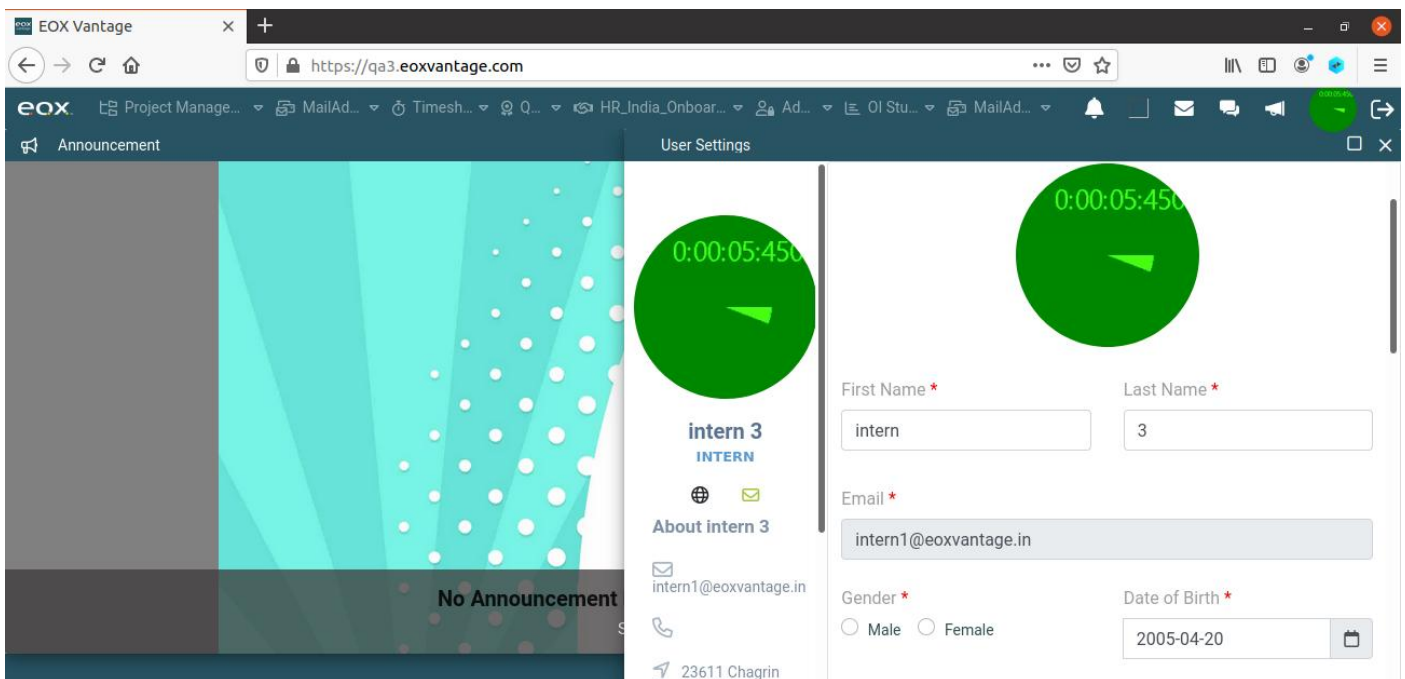 EOX Vantage
https://qa3.eoxvantage.com
eox Project Manage... MailAd... Timesh... Q... HR_India_Onboar... Ad... OI Stu... MailAd...
Announcement
User Settings
0:00:05:450
0:00:05:450
intern 3
INTERN
About intern 3
intern1@eoxvantage.in
23611 Chagrin
First Name *
Last Name *
intern
3
Email *
intern1@eoxvantage.in
Gender *
Date of Birth *
Male Female
2005-04-20
No Announcement